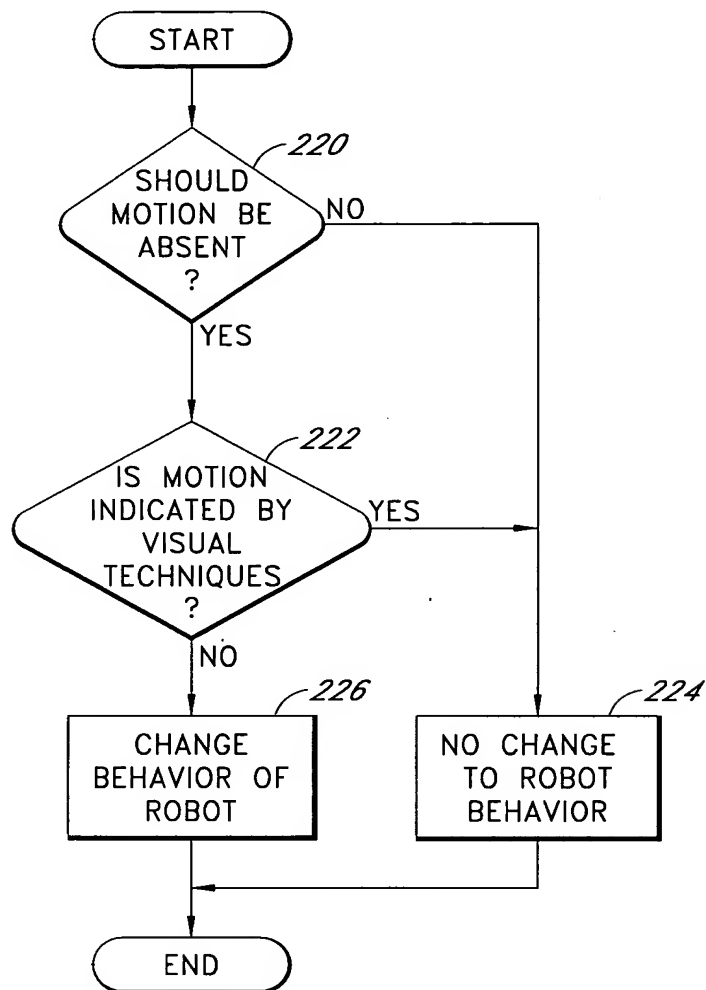 START
220
SHOULD
MOTION BE
ABSENT
?
NO
YES
222
IS MOTION
INDICATED BY
VISUAL
TECHNIQUES
?
YES
NO
226
CHANGE
BEHAVIOR OF
ROBOT
224
NO CHANGE
TO ROBOT
BEHAVIOR
END